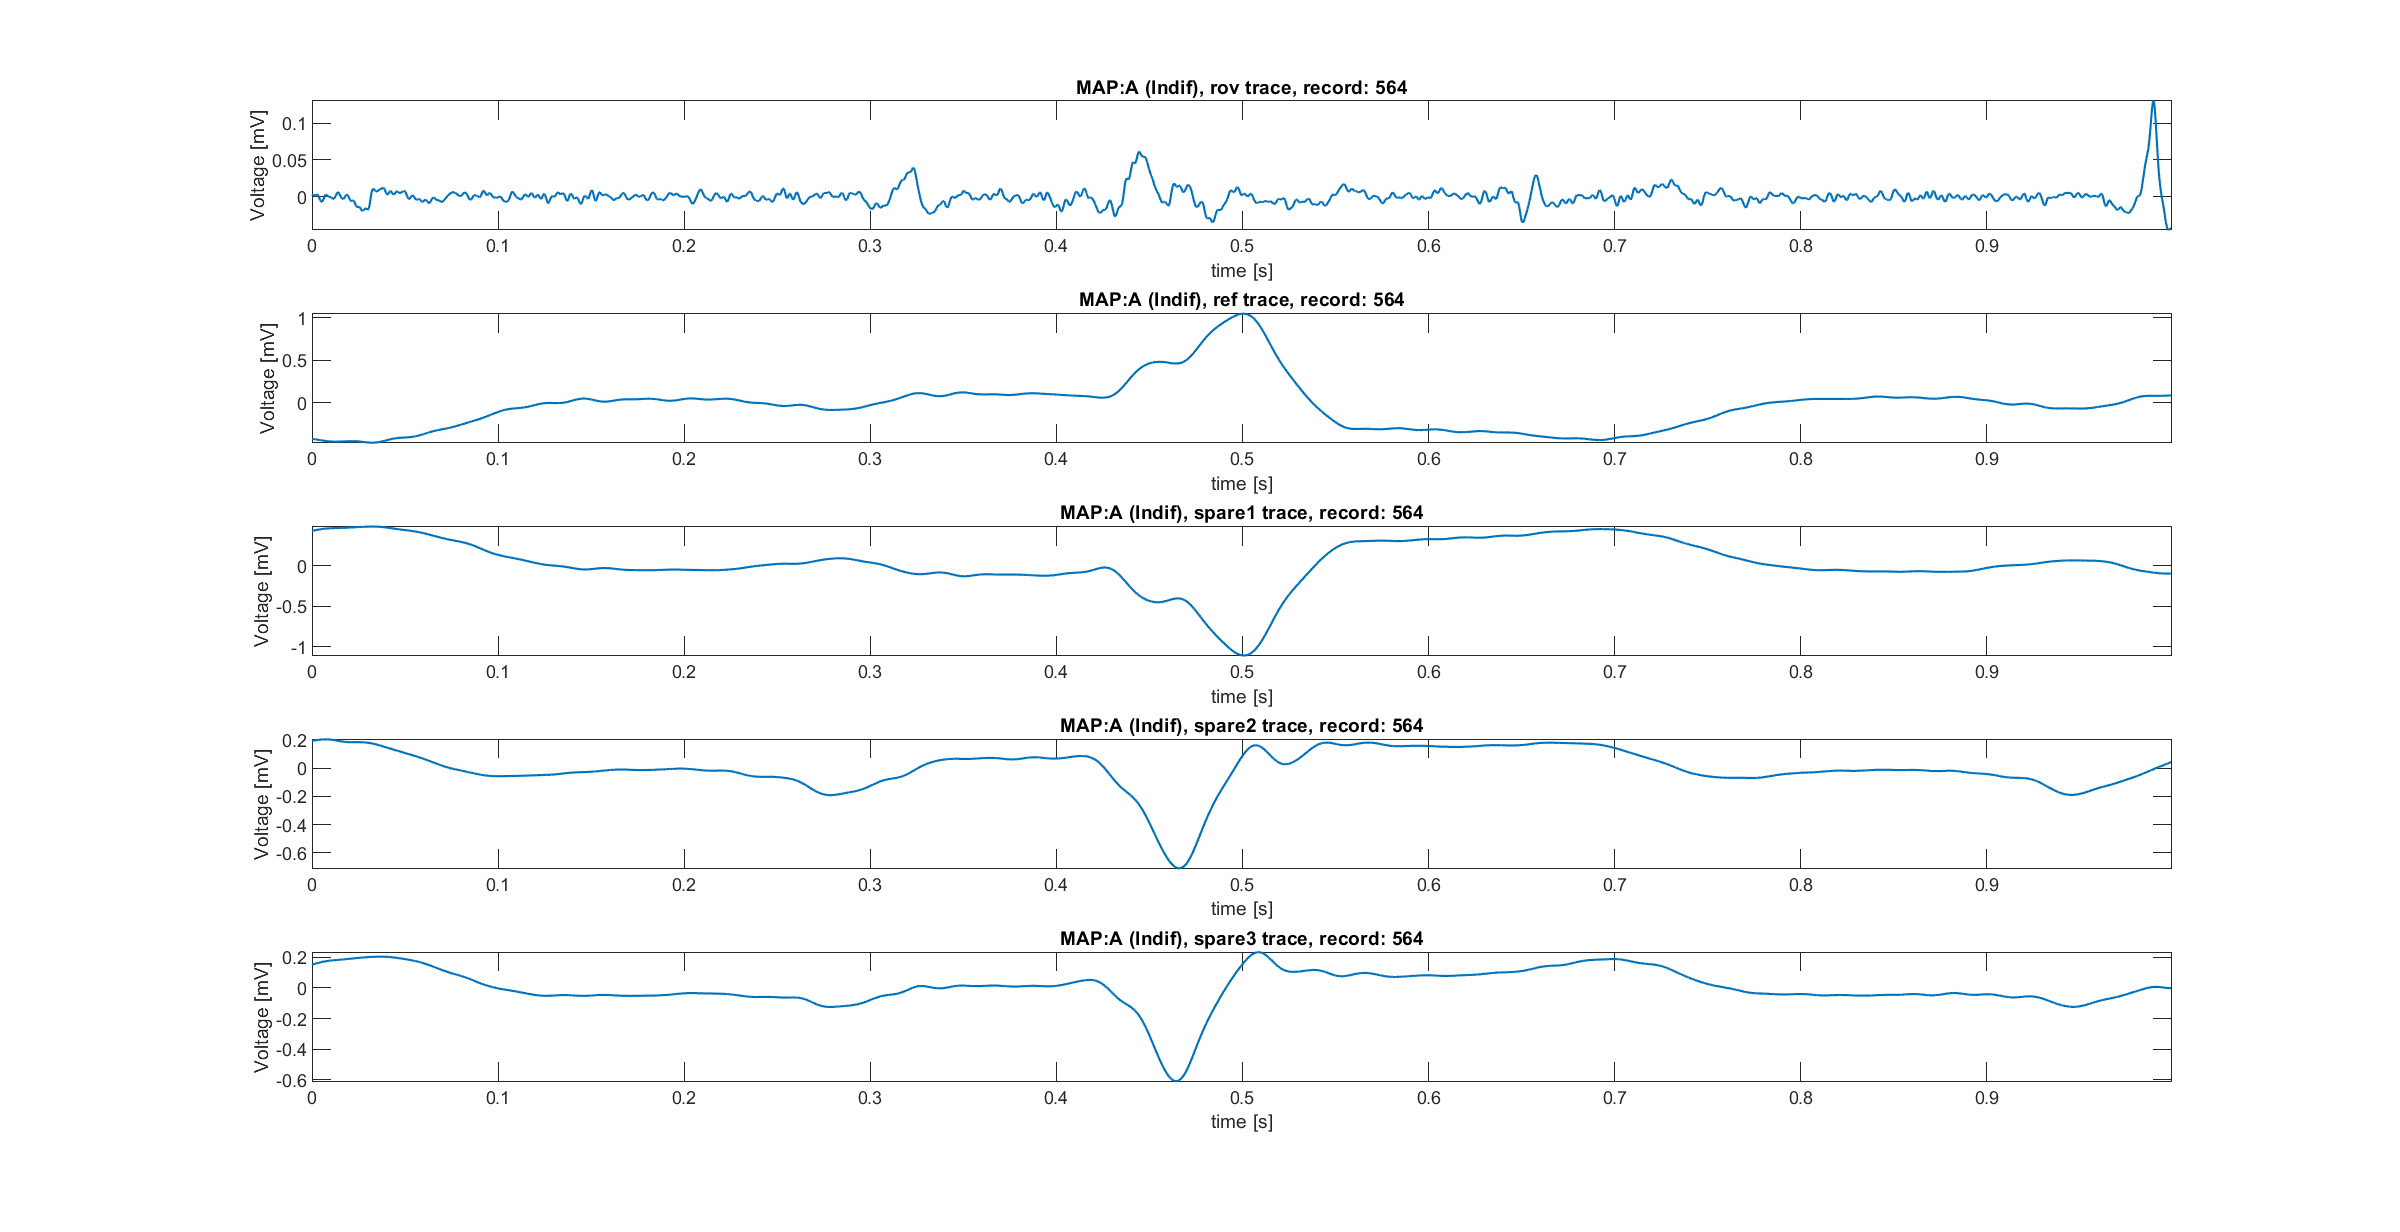 MAP:A (Indif), rov trace, record: 564
Voltage [mV]
0.1
0.05
0
0 0.1 0.2 0.3 0.4 0.5 0.6 0.7 0.8 0.9
time [s]
MAP:A (Indif), ref trace, record: 564
Voltage [mV]
1
0.5
0
0 0.1 0.2 0.3 0.4 0.5 0.6 0.7 0.8 0.9
time [s]
MAP:A (Indif), spare1 trace, record: 564
Voltage [mV]
0
-0.5
-1
0 0.1 0.2 0.3 0.4 0.5 0.6 0.7 0.8 0.9
time [s]
MAP:A (Indif), spare2 trace, record: 564
Voltage [mV]
0.2
0
-0.2
-0.4
-0.6
0 0.1 0.2 0.3 0.4 0.5 0.6 0.7 0.8 0.9
time [s]
MAP:A (Indif), spare3 trace, record: 564
Voltage [mV]
0.2
0
-0.2
-0.4
-0.6
0 0.1 0.2 0.3 0.4 0.5 0.6 0.7 0.8 0.9
time [s]